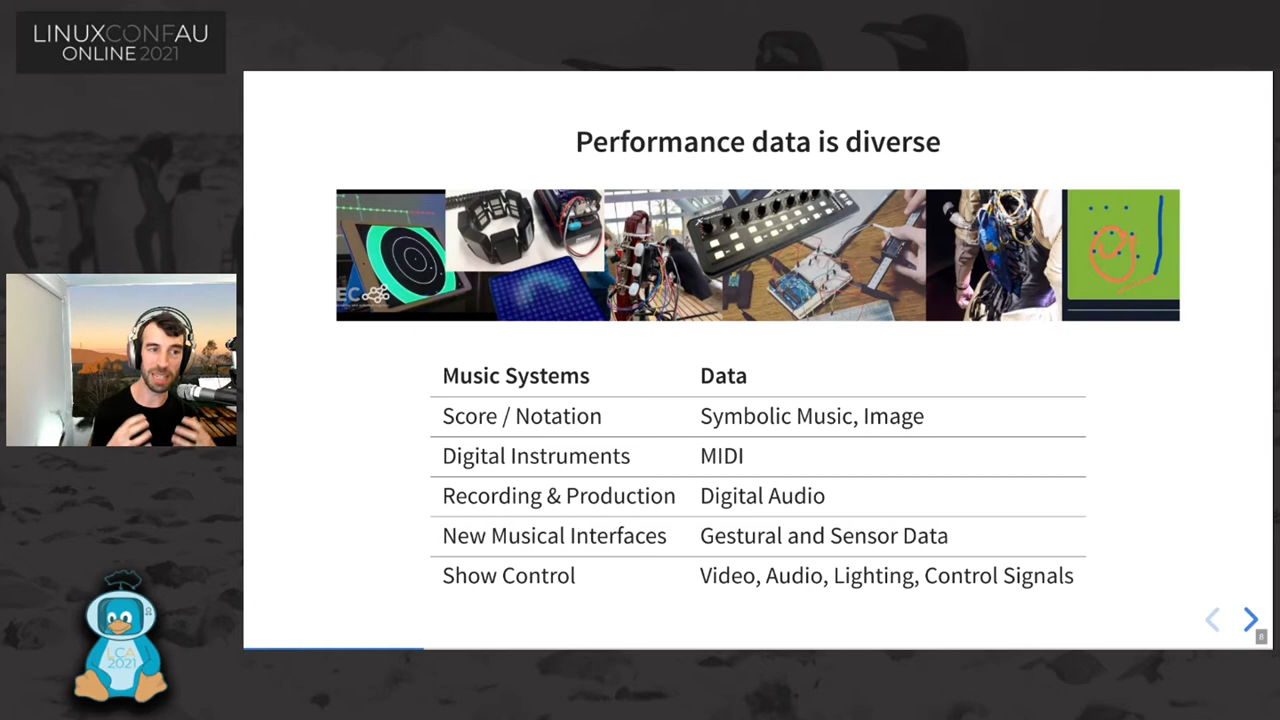 LINUXCONFAU
ONLINE 2021
Performance data is diverse
EC
Music Systems Data
Score / Notation Symbolic Music, Image
Digital Instruments MIDI
Recording & Production Digital Audio
New Musical Interfaces Gestural and Sensor Data
Show Control Video, Audio, Lighting, Control Signals
8
LCA
2021